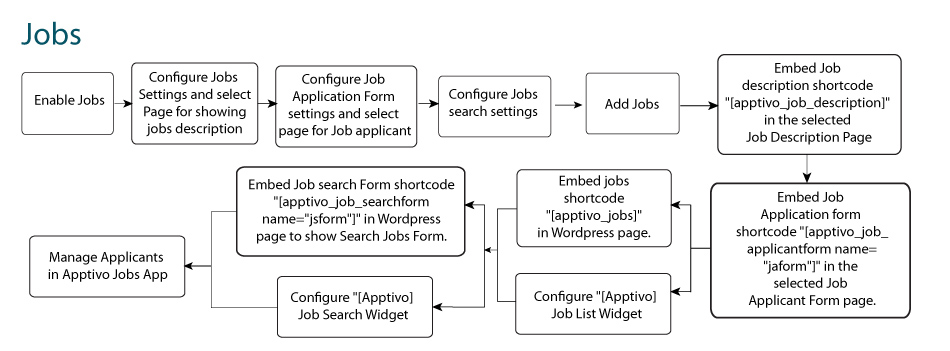 Jobs
Enable Jobs
Configure Jobs
Settings and select
Page for showing
jobs description
Configure Job
Application Form
settings and select
page for Job applicant
Configure Jobs
search settings
Add Jobs
Embed Job
description shortcode
"[apptivo_job_description]"
in the selected
Job Description Page
Embed Job
Application form
shortcode "[apptivo_job_
applicantform name=
"jaform"]" in the
selected Job
Applicant Form page.
Embed jobs
shortcode
"[apptivo_jobs]"
in Wordpress page.
Configure "[Apptivo]
Job List Widget
Embed Job search Form shortcode
"[apptivo_job_searchform
name="jsform"]" in Wordpress
page to show Search Jobs Form.
Configure "[Apptivo]
Job Search Widget
Manage Applicants
in Apptivo Jobs App